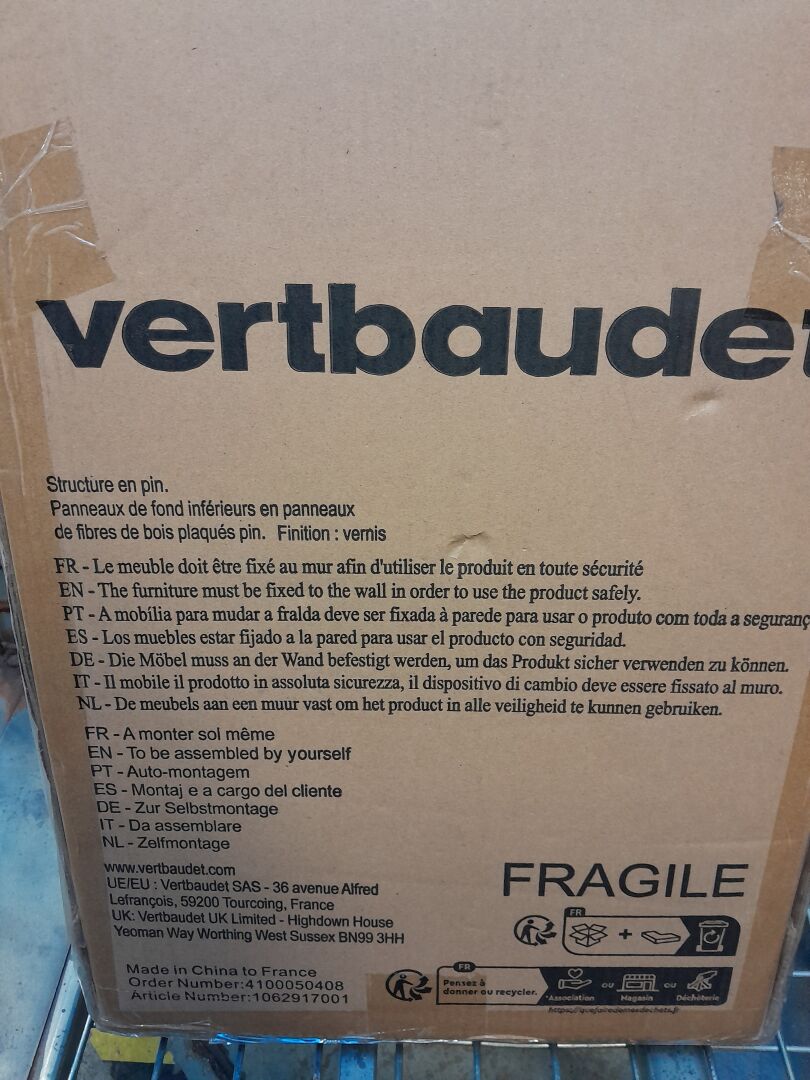 vertbaudet
Structure en pin.
Panneaux de fond inférieurs en panneaux
de fibres de bois plaqués pin. Finition : vernis
FR - Le meuble doit être fixé au mur afin d'utiliser le produit en toute sécurité
EN - The furniture must be fixed to the wall in order to use the product safely.
PT - A mobília para mudar a fralda deve ser fixada à parede para usar o produto com toda a seguranç
ES - Los muebles estar fijado a la pared para usar el producto con seguridad.
DE - Die Möbel muss an der Wand befestigt werden, um das Produkt sicher verwenden zu können.
IT - Il mobile il prodotto in assoluta sicurezza, il dispositivo di cambio deve essere fissato al muro.
NL - De meubels aan een muur vast om het product in alle veiligheid te kunnen gebruiken.
FR - A monter soi même
EN - To be assembled by yourself
PT - Auto-montagem
ES - Montaj e a cargo del cliente
DE - Zur Selbstmontage
IT - Da assemblare
NL - Zelfmontage
www.vertbaudet.com
UE/EU : Vertbaudet SAS - 36 avenue Alfred
Lefrançois, 59200 Tourcoing, France
UK: Vertbaudet UK Limited - Highdown House
Yeoman Way Worthing West Sussex BN99 3HH
Made in China to France
Order Number:4100050408
Article Number:1062917001
FRAGILE
FR
+
FR
Pensez à
donner ou recycler.
*Association ou Magasin ou Déchèterie
https://quefairedemesdechets.fr